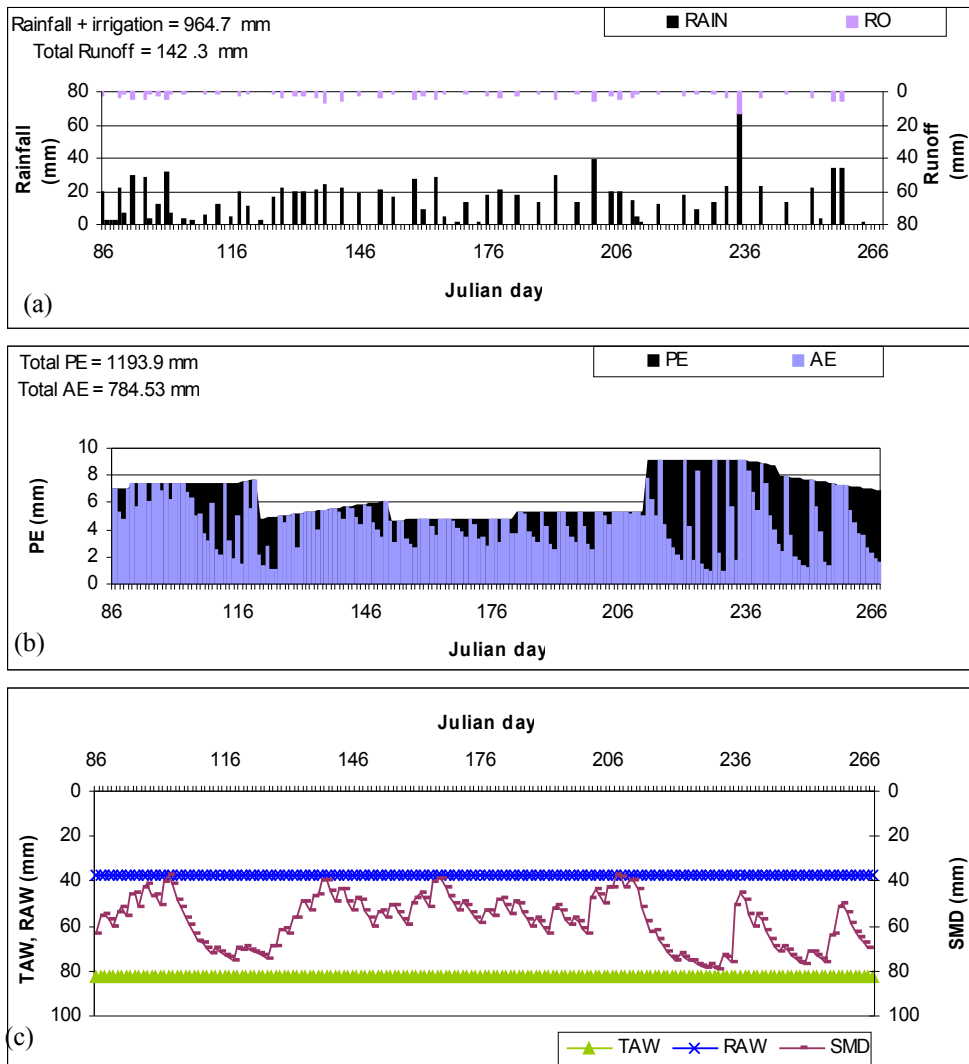 Rainfall + irrigation = 964.7 mm
Total Runoff = 142 .3 mm
RAIN RO
80 0
60 20
40 40
20 60
0 80
Rainfall
(mm)
Runoff
(mm)
86 116 146 176 206 236 266
Julian day
(a)
Total PE = 1193.9 mm
Total AE = 784.53 mm
PE AE
10
8
6
4
2
0
PE (mm)
86 116 146 176 206 236 266
Julian day
(b)
Julian day
86 116 146 176 206 236 266
0 0
20 20
40 40
60 60
80 80
100 100
TAW, RAW (mm)
SMD (mm)
(c)
TAW RAW SMD